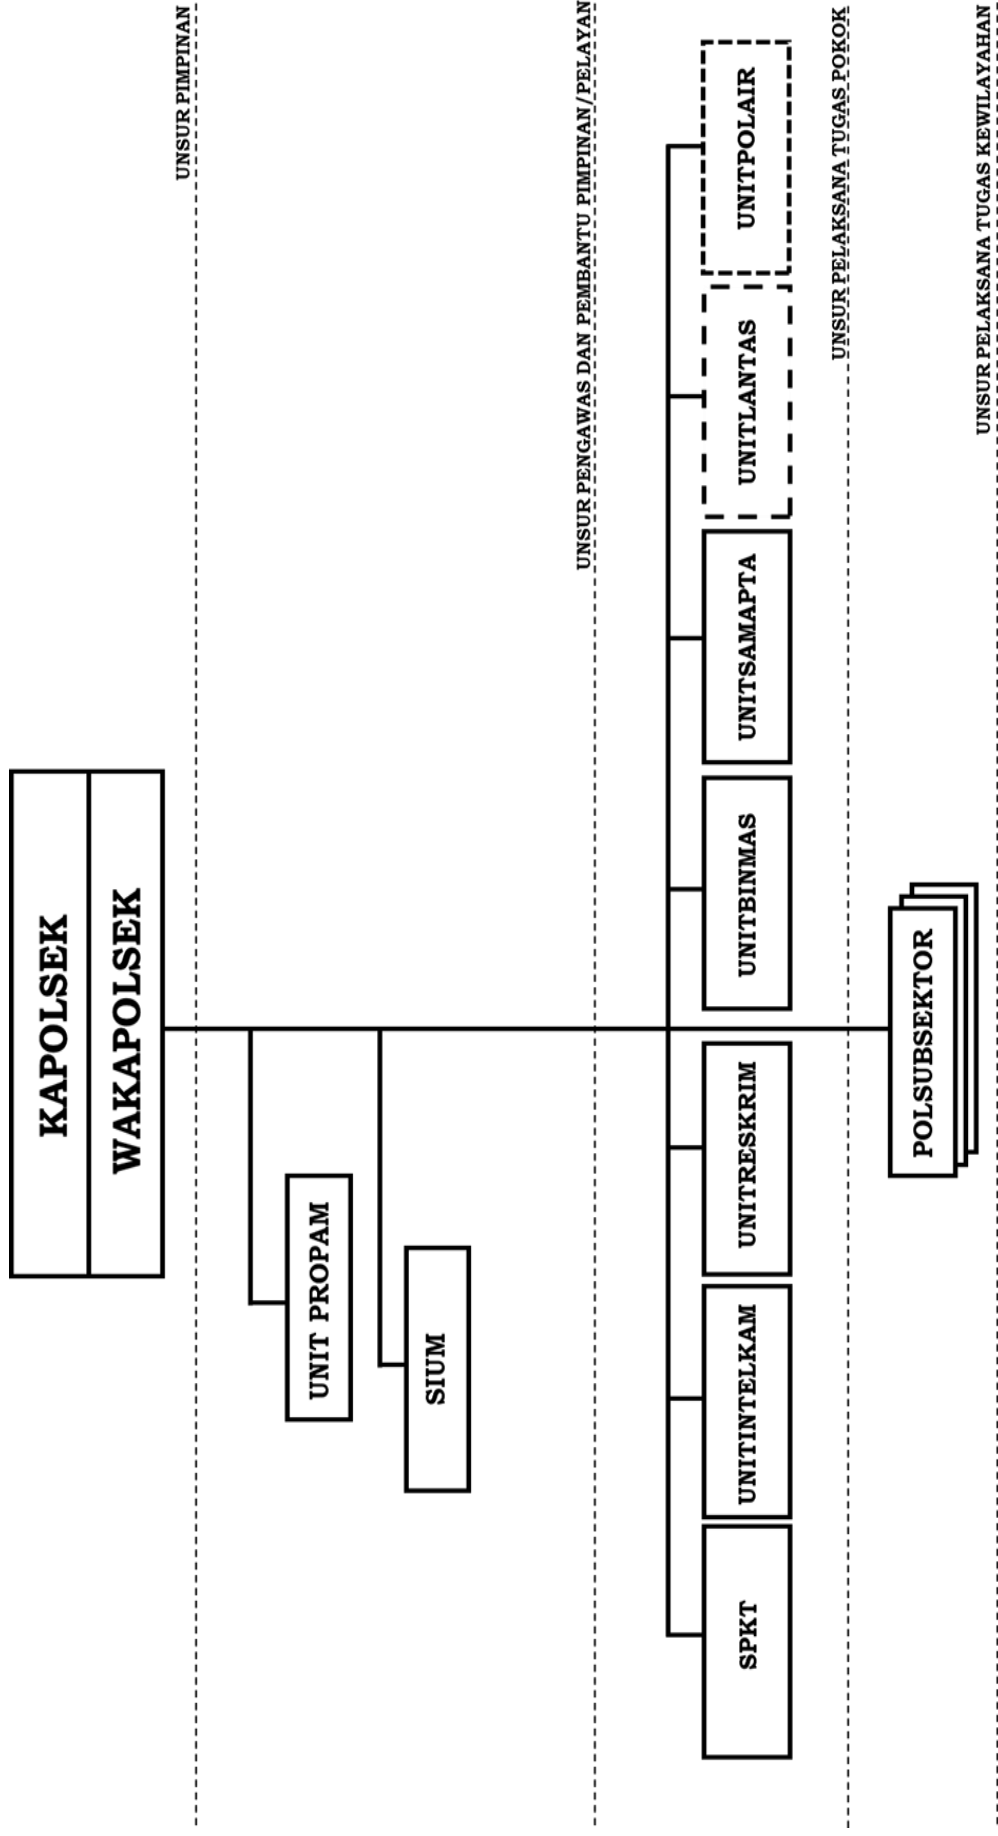 KAPOLSEK
WAKAPOLSEK
UNSUR PIMPINAN
UNIT PROPAM
SIUM
UNSUR PENGAWAS DAN PEMBANTU PIMPINAN/PELAYAN
SPKT
UNITINTELKAM
UNITRESKRIM
UNITBINMAS
UNITSAMAPTA
UNITLANTAS
UNITPOLAIR
UNSUR PELAKSANA TUGAS POKOK
POLSUBSEKTOR
UNSUR PELAKSANA TUGAS KEWILAYAHAN